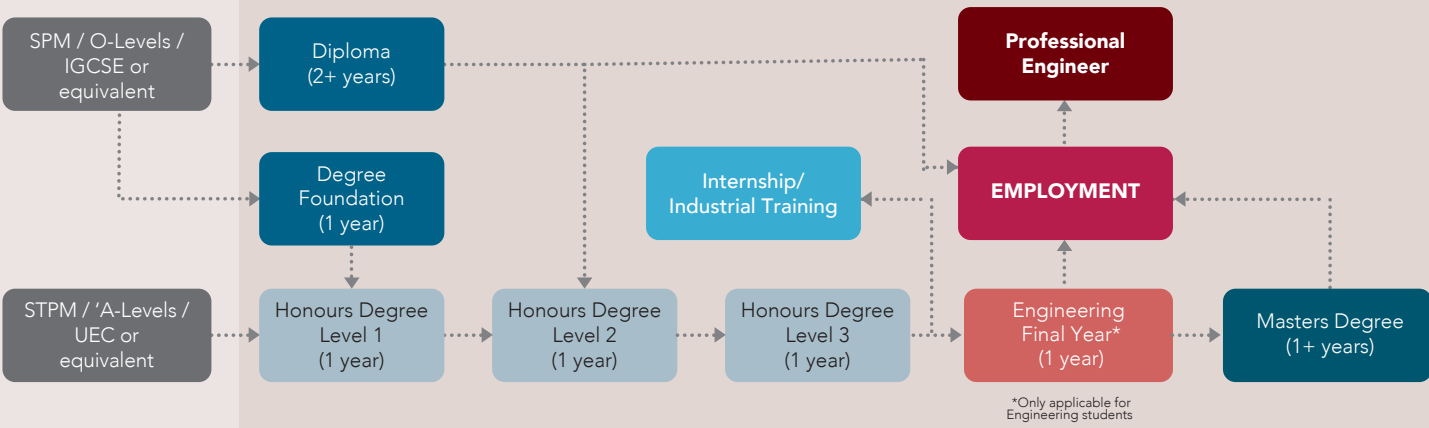 SPM / O-Levels /
IGCSE or
equivalent
Diploma
(2+ years)
Professional
Engineer
Degree
Foundation
(1 year)
Internship/
Industrial Training
EMPLOYMENT
STPM / ‘A-Levels /
UEC or
equivalent
Honours Degree
Level 1
(1 year)
Honours Degree
Level 2
(1 year)
Honours Degree
Level 3
(1 year)
Engineering
Final Year*
(1 year)
Masters Degree
(1+ years)
*Only applicable for
Engineering students